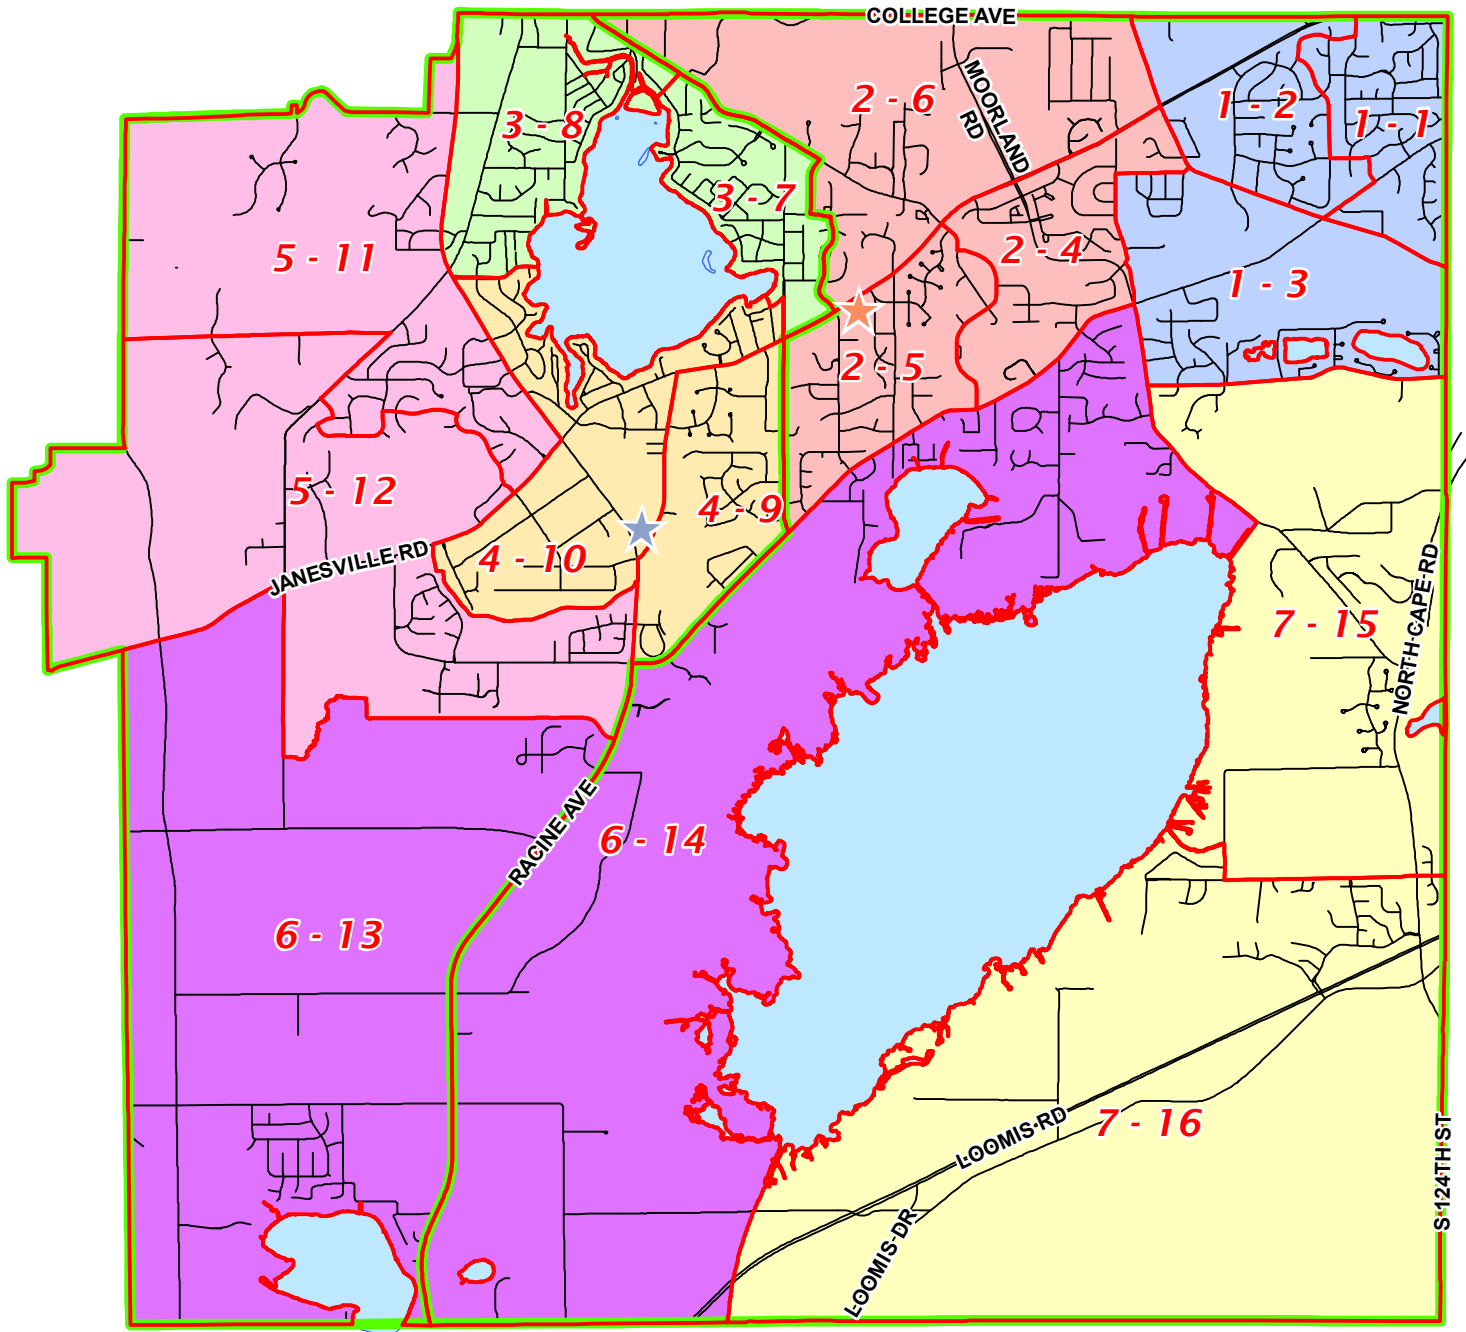 COLLEGE AVE
MOORLAND
RD
2 - 6
1 - 2
1 - 1
3 - 8
3 - 7
5 - 11
2 - 4
1 - 3
2 - 5
5 - 12
4 - 9
4 - 10
JANESVILLE RD
7 - 15
NORTH CAPE RD
RACINE AVE
6 - 14
6 - 13
7 - 16
LOOMIS RD
S 124TH ST
LOOMIS DR